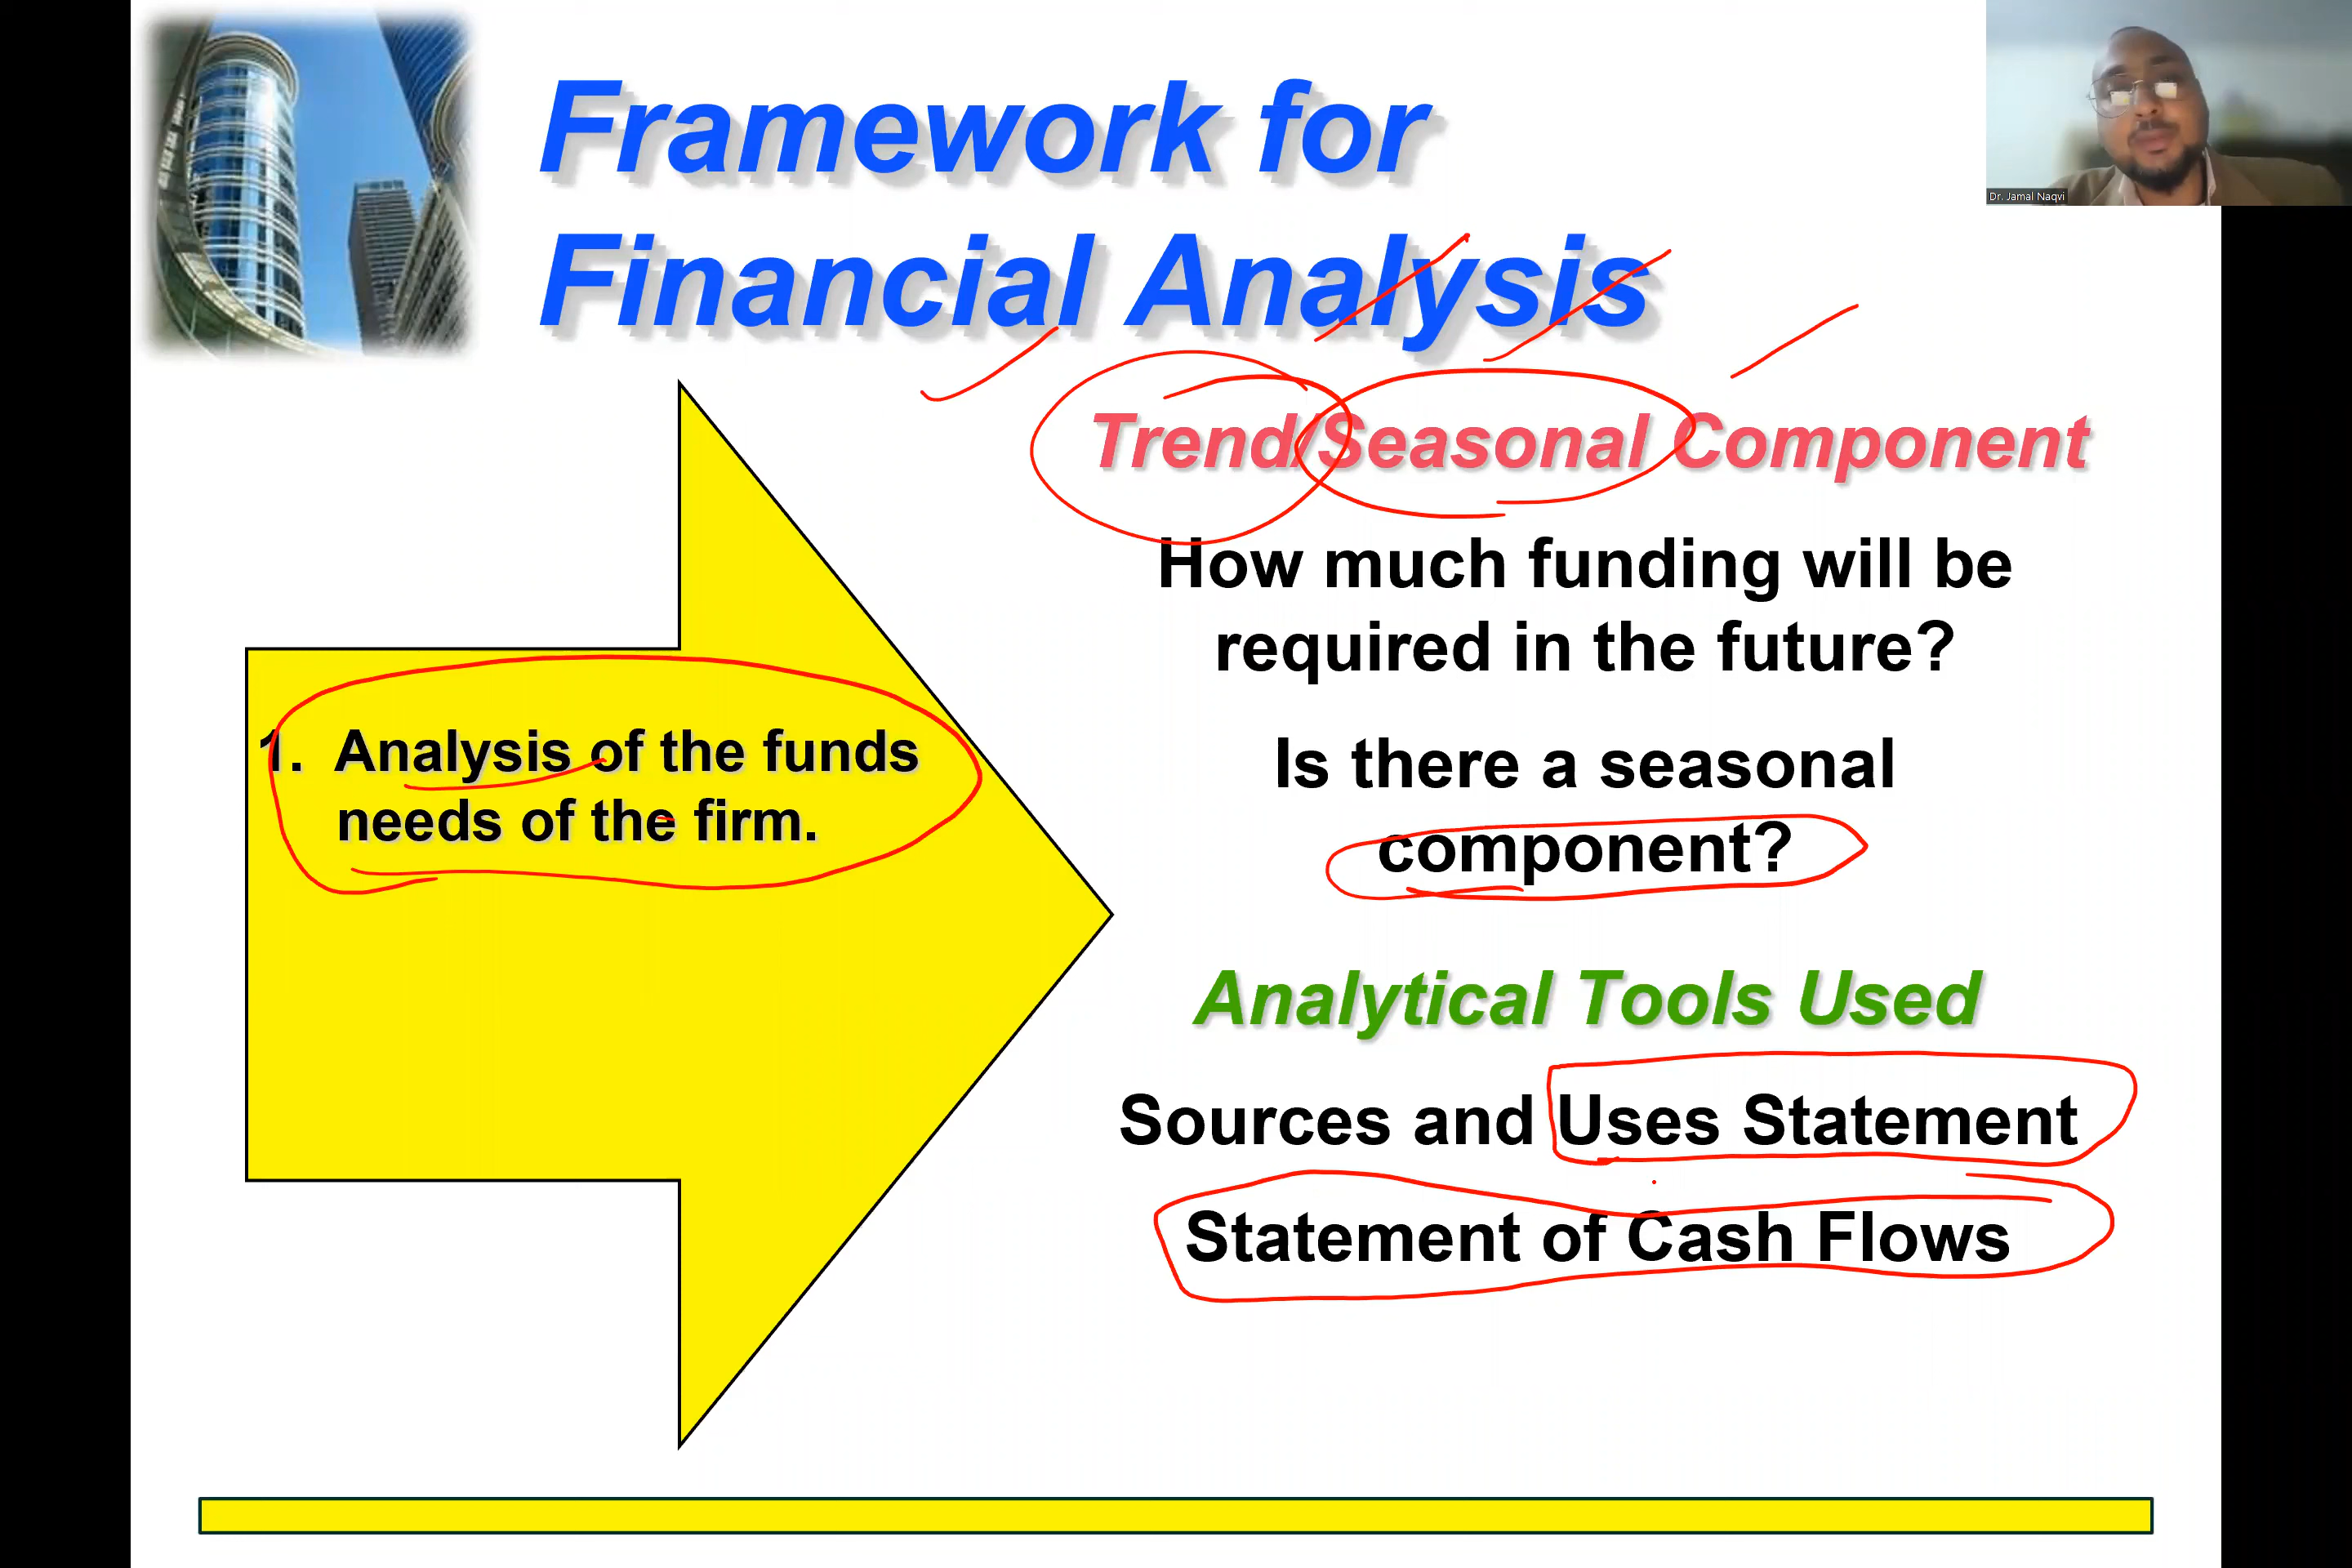 Framework for
Financial Analysis
Dr. Jamal Naqvi
1. Analysis of the funds
needs of the firm.
Trend/Seasonal Component
How much funding will be
required in the future?
Is there a seasonal
component?
Analytical Tools Used
Sources and Uses Statement
Statement of Cash Flows